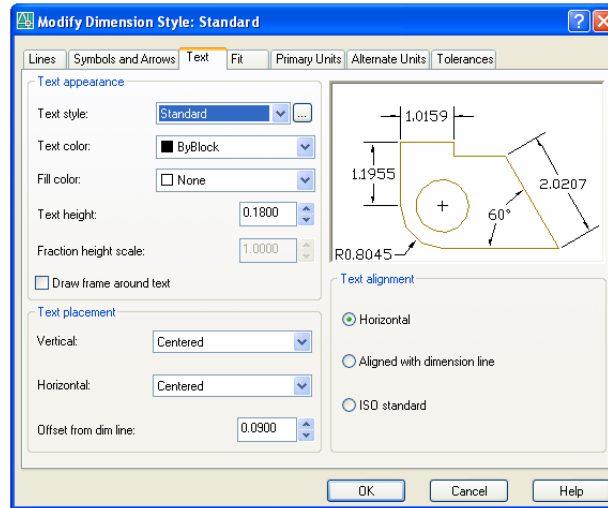 Modify Dimension Style: Standard
Lines Symbols and Arrows Text Fit Primary Units Alternate Units Tolerances
Text appearance
Text style: Standard ...
Text color: ByBlock
Fill color: None
Text height: 0.1800
Fraction height scale: 1.0000
Draw frame around text
Text placement
Vertical: Centered
Horizontal: Centered
Offset from dim line: 0.0900
1.0159
1.1955
2.0207
60°
R0.8045
Text alignment
Horizontal
Aligned with dimension line
ISO standard
OK Cancel Help